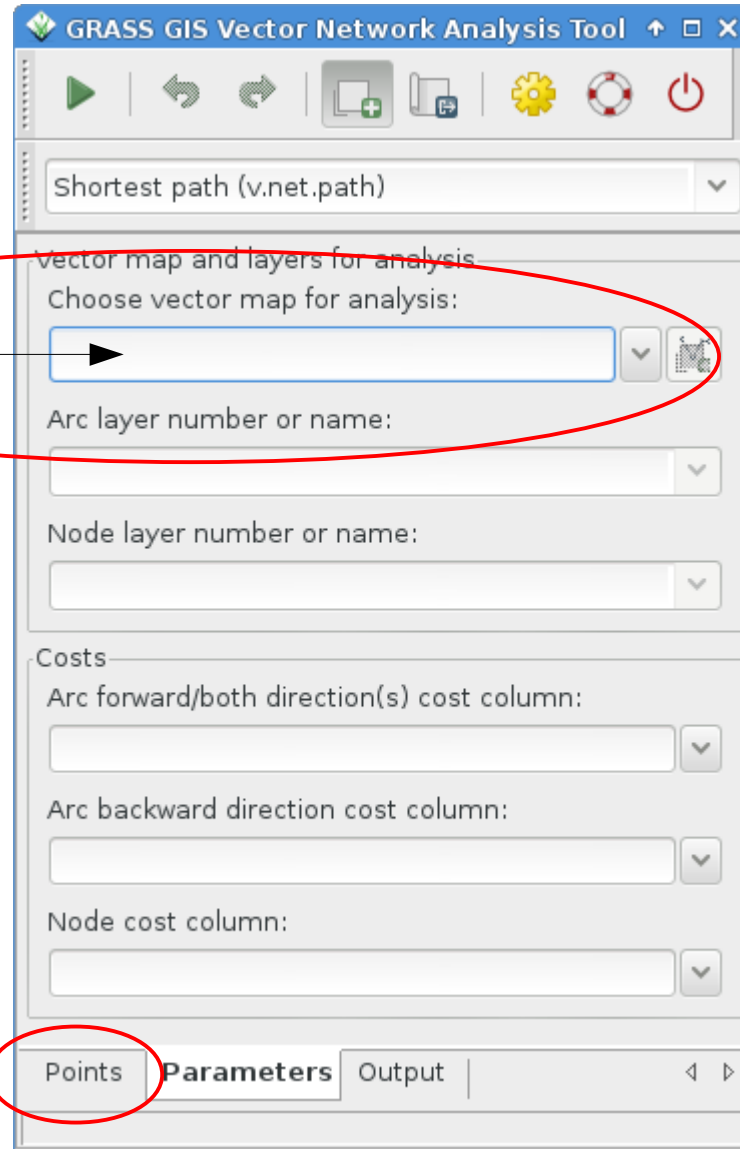 GRASS GIS Vector Network Analysis Tool
Shortest path (v.net.path)
Vector map and layers for analysis
Choose vector map for analysis:
Arc layer number or name:
Node layer number or name:
Costs
Arc forward/both direction(s) cost column:
Arc backward direction cost column:
Node cost column:
Points Parameters Output